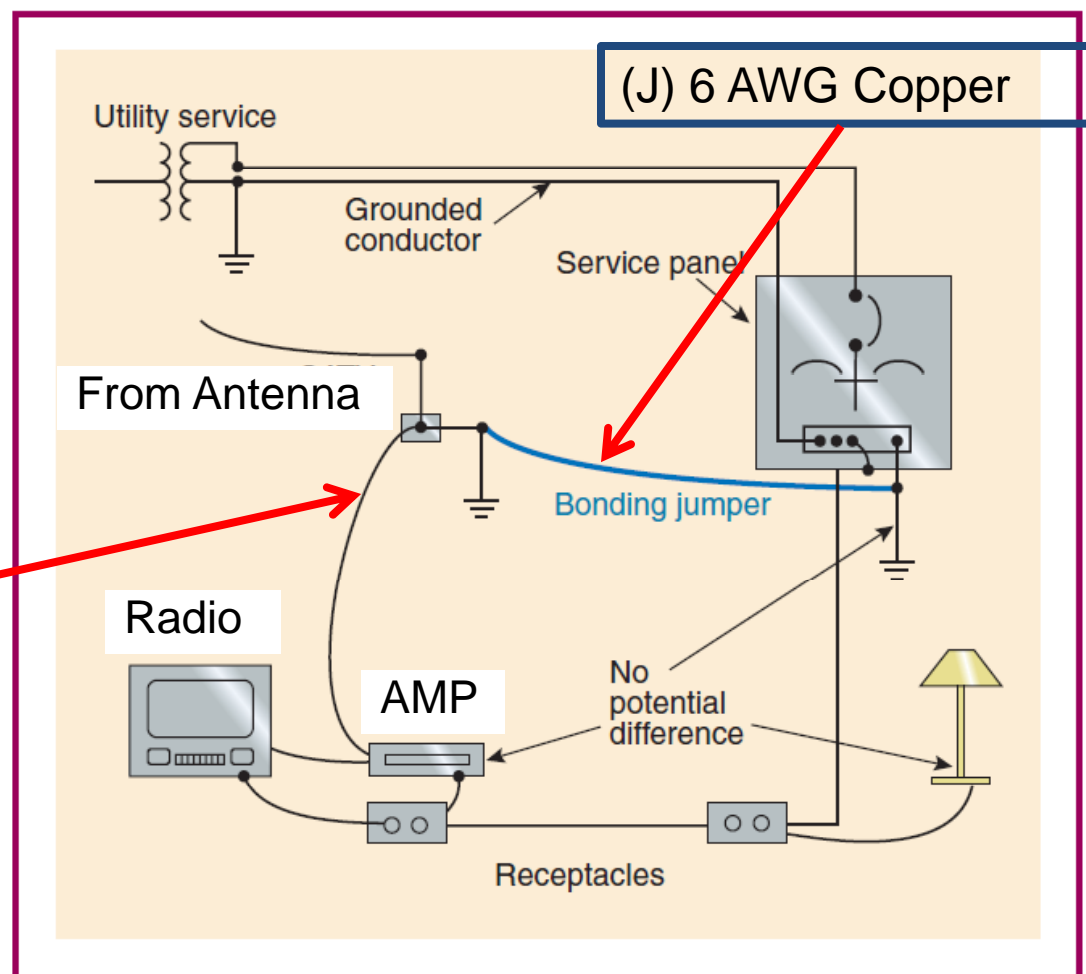 (J) 6 AWG Copper
Utility service
Grounded
conductor
Service panel
From Antenna
Bonding jumper
Radio
AMP
No
potential
difference
Receptacles